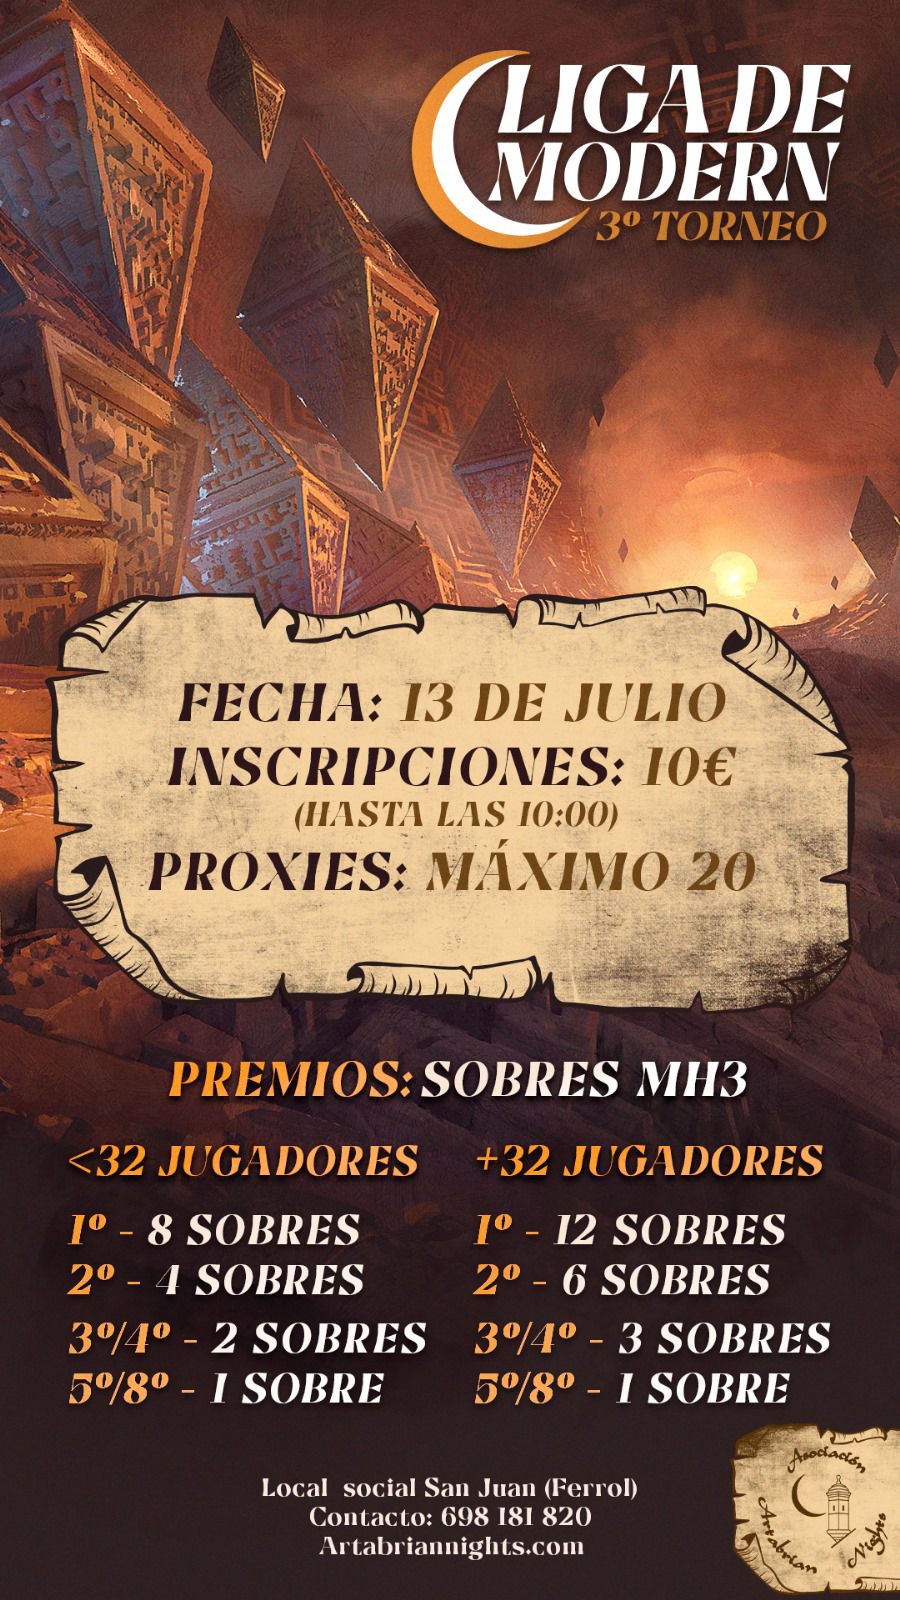 LIGA DE
MODERN
3º TORNEO
FECHA: 13 DE JULIO
INSCRIPCIONES: 10€
(HASTA LAS 10:00)
PROXIES: MÁXIMO 20
PREMIOS: SOBRES MH3
<32 JUGADORES
1º - 8 SOBRES
2º - 4 SOBRES
3º/4º - 2 SOBRES
5º/8º - 1 SOBRE
+32 JUGADORES
1º - 12 SOBRES
2º - 6 SOBRES
3º/4º - 3 SOBRES
5º/8º - 1 SOBRE
Local social San Juan (Ferrol)
Contacto: 698 181 820
Artabriannights.com
Asociación
Artabrian Nights